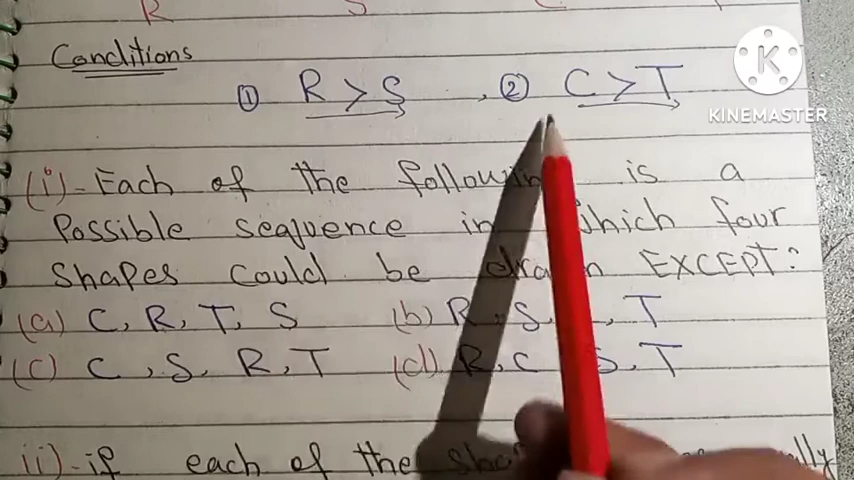 R S
Conditions
① R > S , ② C > T
K
KINEMASTER
(i)- Each of the following is a
Possible sequence in which four
shapes could be drawn EXCEPT:
(a) C, R, T, S (b) R, S, , T
(c) C, S, R, T (d) R, C, S, T
ii)- if each of the